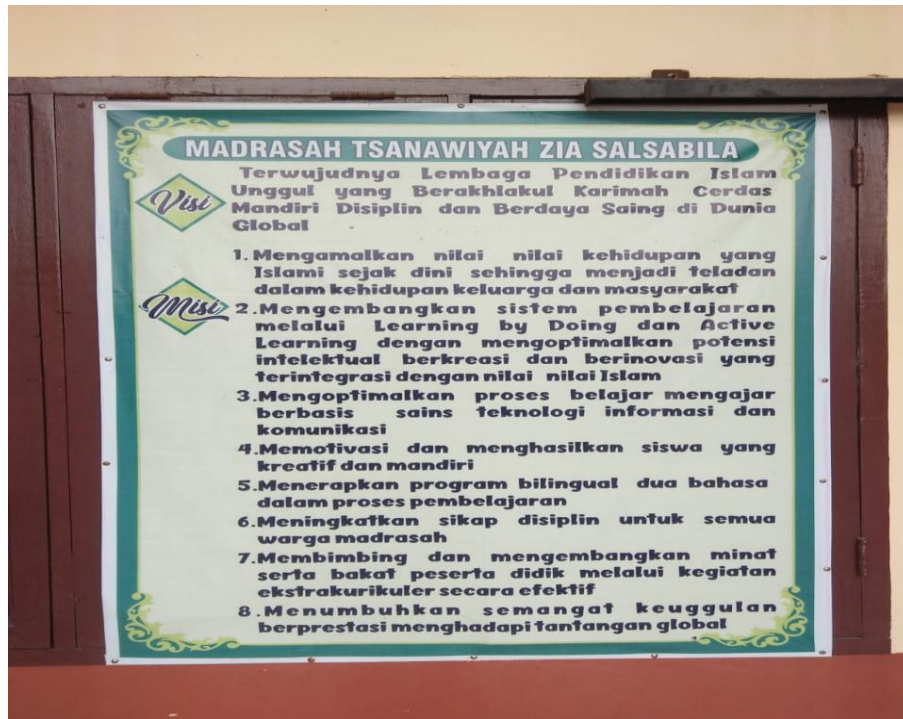 MADRASAH TSANAWIYAH ZIA SALSABILA
Visi
Terwujudnya Lembaga Pendidikan Islam
Unggul yang Berakhlakul Karimah Cerdas
Mandiri Disiplin dan Berdaya Saing di Dunia
Global
Misi
1. Mengamalkan nilai nilai kehidupan yang
Islami sejak dini sehingga menjadi teladan
dalam kehidupan keluarga dan masyarakat
2. Mengembangkan sistem pembelajaran
melalui Learning by Doing dan Active
Learning dengan mengoptimalkan potensi
intelektual berkreasi dan berinovasi yang
terintegrasi dengan nilai nilai Islam
3. Mengoptimalkan proses belajar mengajar
berbasis sains teknologi informasi dan
komunikasi
4. Memotivasi dan menghasilkan siswa yang
kreatif dan mandiri
5. Menerapkan program bilingual dua bahasa
dalam proses pembelajaran
6. Meningkatkan sikap disiplin untuk semua
warga madrasah
7. Membimbing dan mengembangkan minat
serta bakat peserta didik melalui kegiatan
ekstrakurikuler secara efektif
8. Menumbuhkan semangat keuggulan
berprestasi menghadapi tantangan global